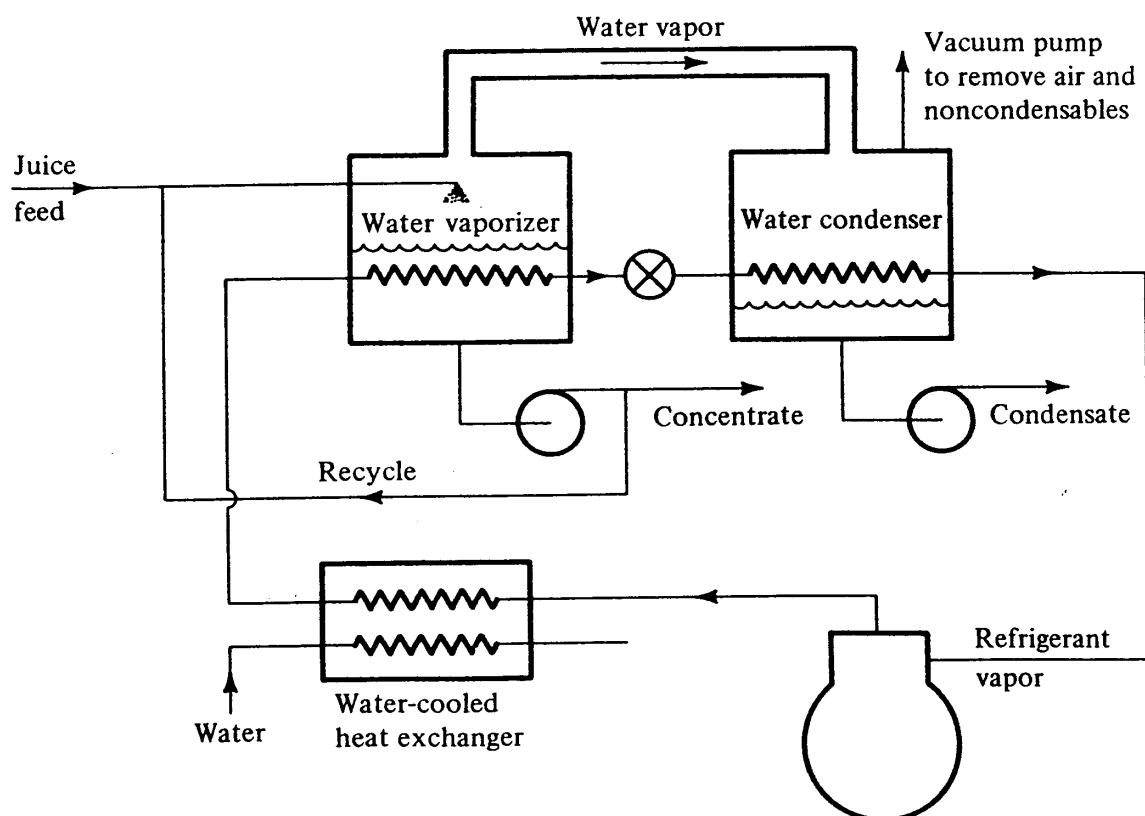 Water vapor
Vacuum pump
to remove air and
noncondensables
Juice
feed
Water vaporizer
Water condenser
Concentrate
Condensate
Recycle
Refrigerant
vapor
Water-cooled
heat exchanger
Water